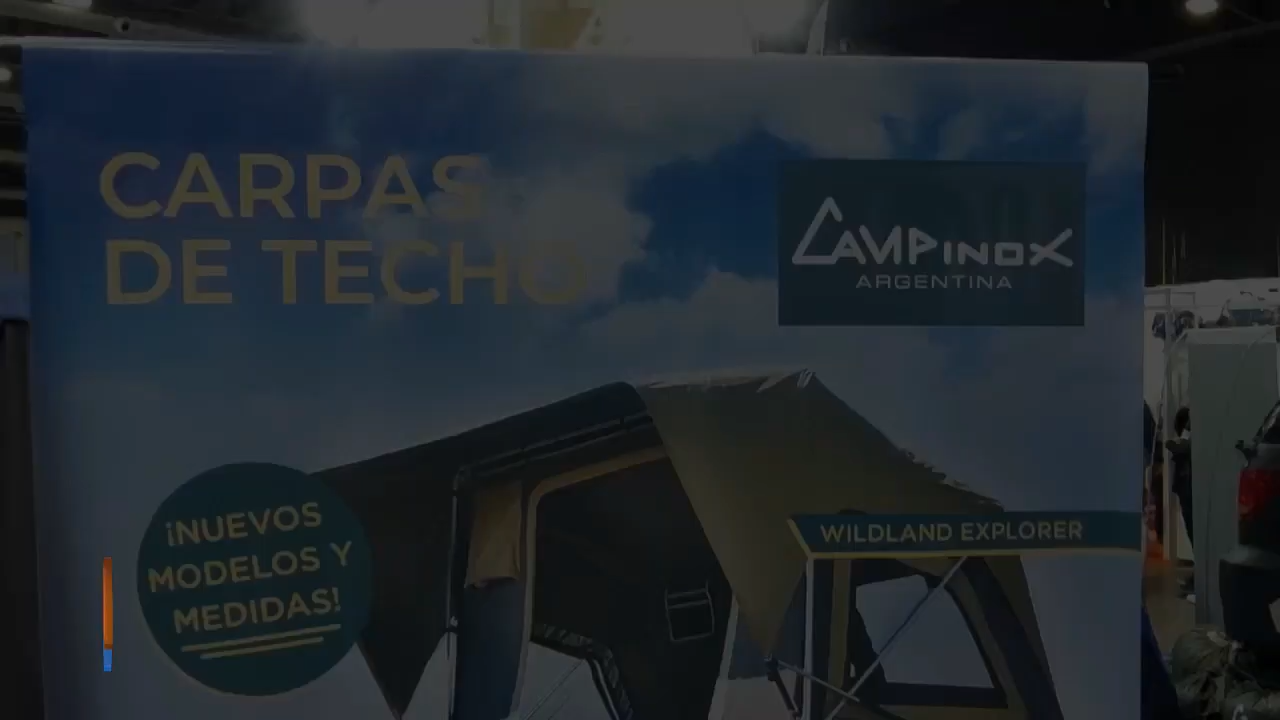 CARPAS
DE TECHO
CAMPINOX
ARGENTINA
WILDLAND EXPLORER
¡NUEVOS
MODELOS Y
MEDIDAS!